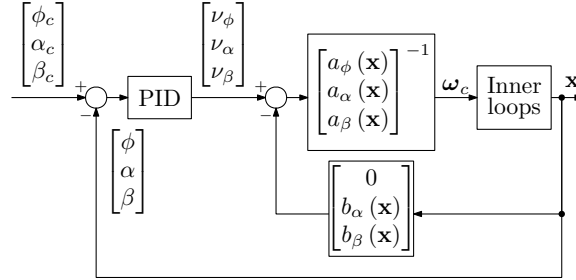 ϕ_c
α_c
β_c
ν_ϕ
ν_α
ν_β
+
−
PID
+
−
a_ϕ (x)
a_α (x)
a_β (x)
−1
ω_c
Inner
loops
x
ϕ
α
β
0
b_α (x)
b_β (x)